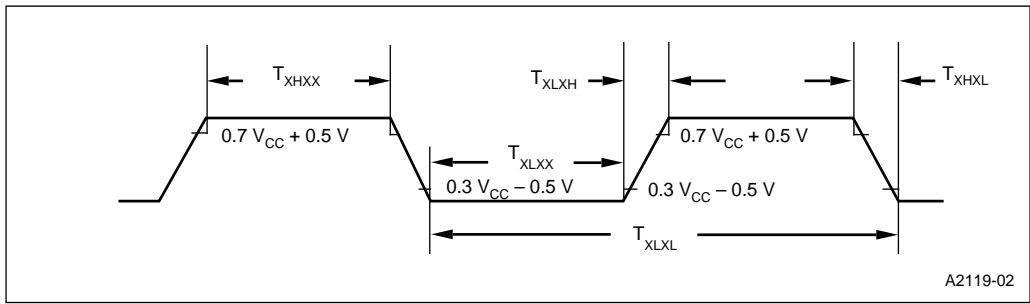 T_XHXX
T_XLXH
T_XHXL
0.7 V_CC + 0.5 V
0.7 V_CC + 0.5 V
T_XLXX
0.3 V_CC – 0.5 V
0.3 V_CC – 0.5 V
T_XLXL
A2119-02